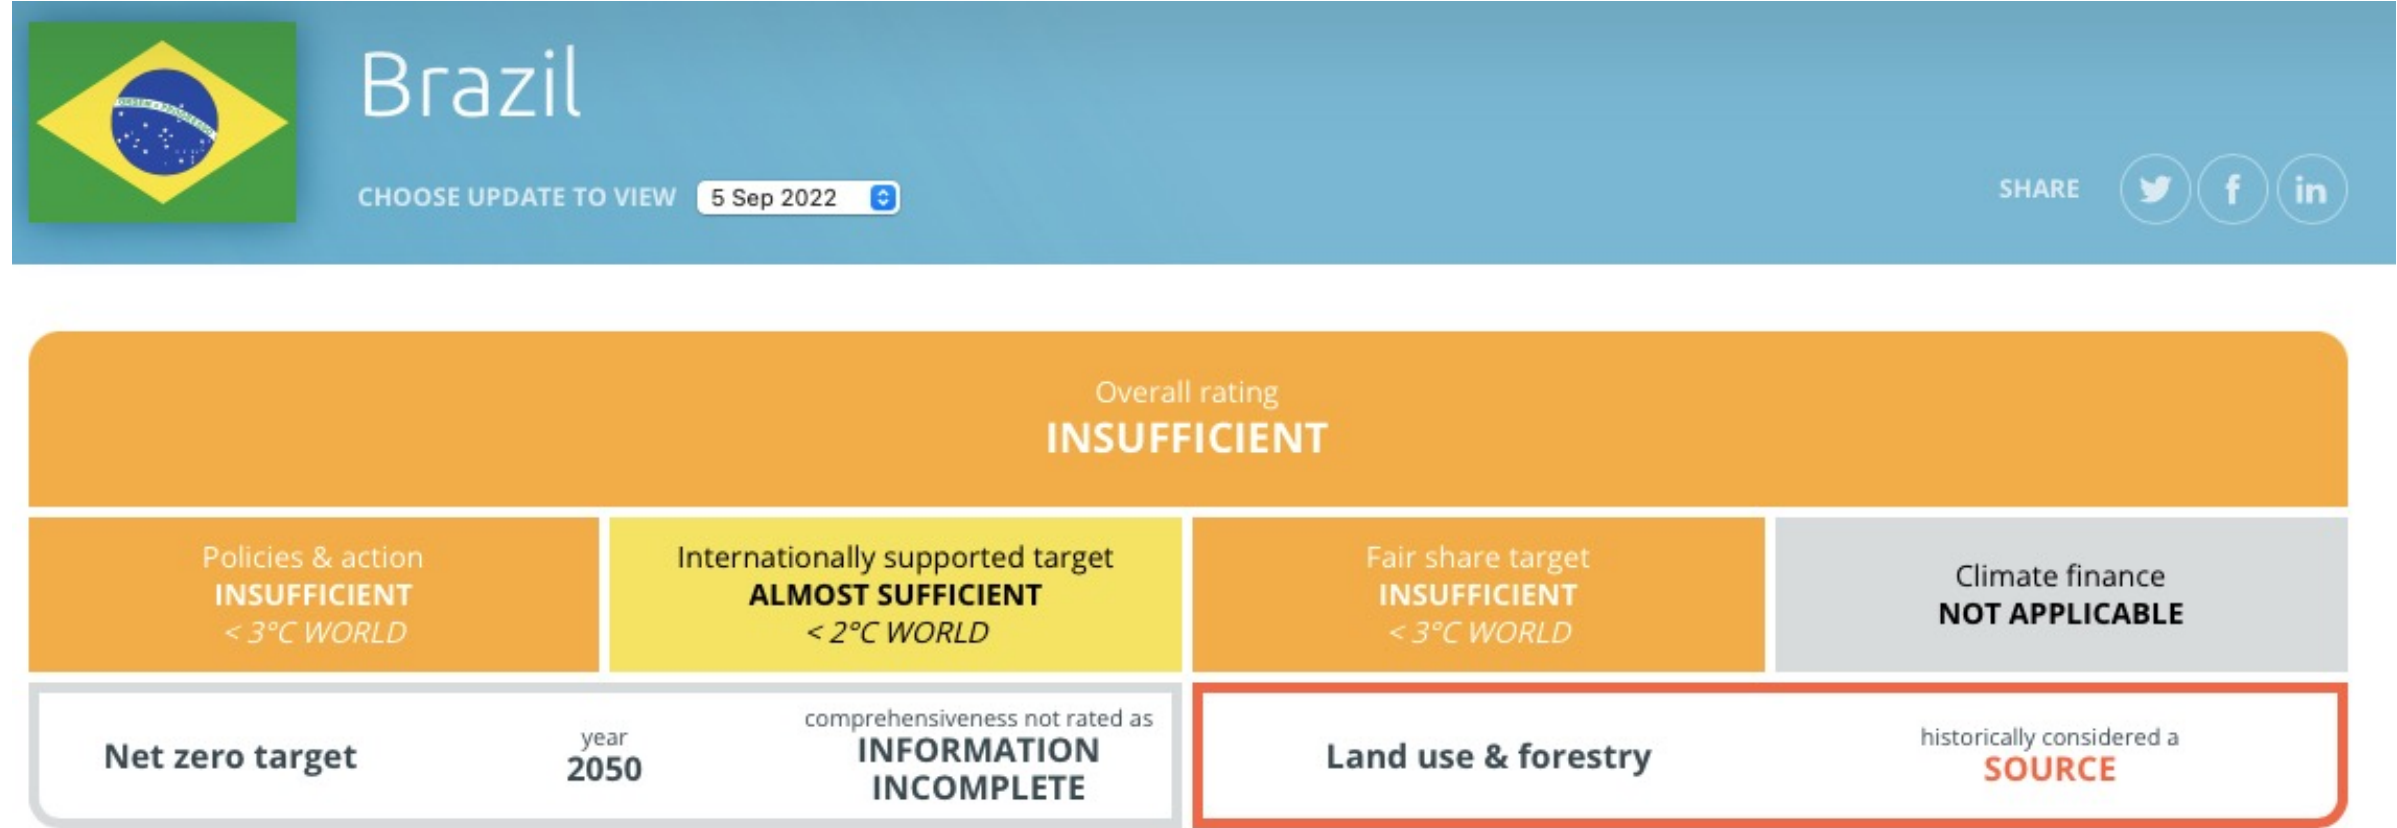 Brazil
CHOOSE UPDATE TO VIEW 5 Sep 2022
SHARE
Overall rating
INSUFFICIENT
Policies & action
INSUFFICIENT
< 3°C WORLD
Internationally supported target
ALMOST SUFFICIENT
< 2°C WORLD
Fair share target
INSUFFICIENT
< 3°C WORLD
Climate finance
NOT APPLICABLE
Net zero target
year
2050
comprehensiveness not rated as
INFORMATION
INCOMPLETE
Land use & forestry
historically considered a
SOURCE